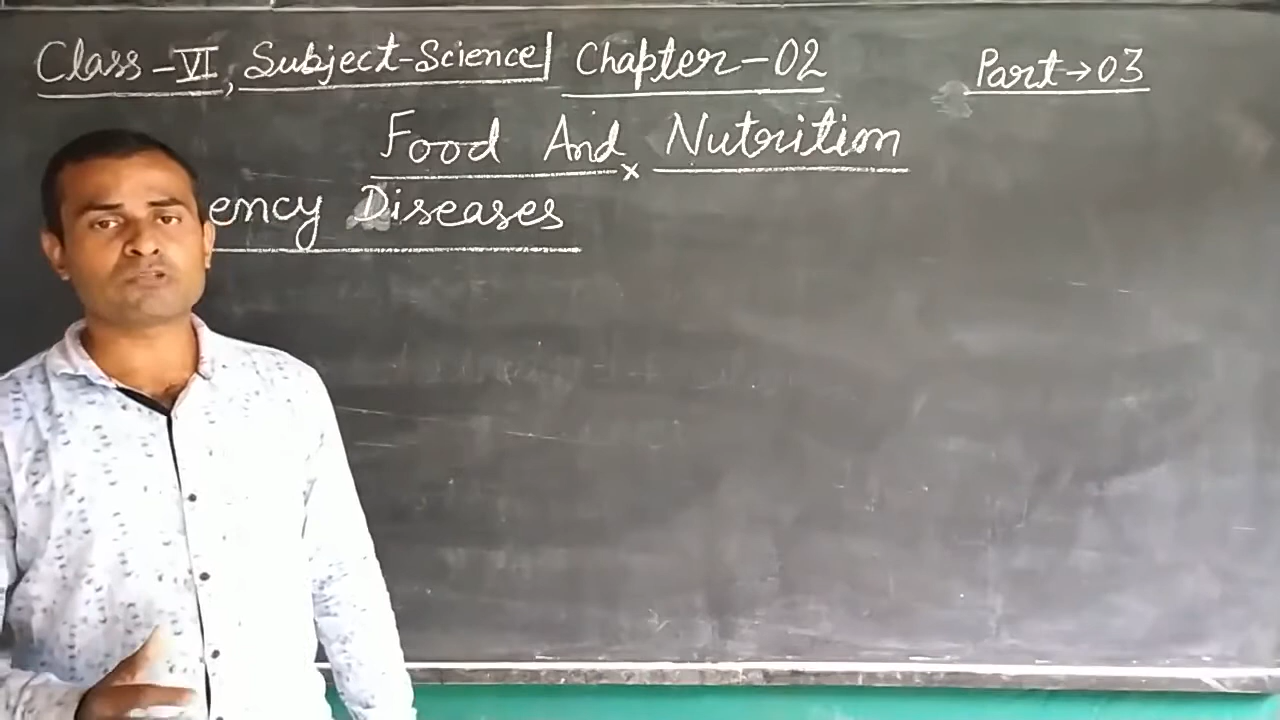 Class-VI, Subject-Science| Chapter-02 Part→03
Food And Nutrition
x
ency Diseases